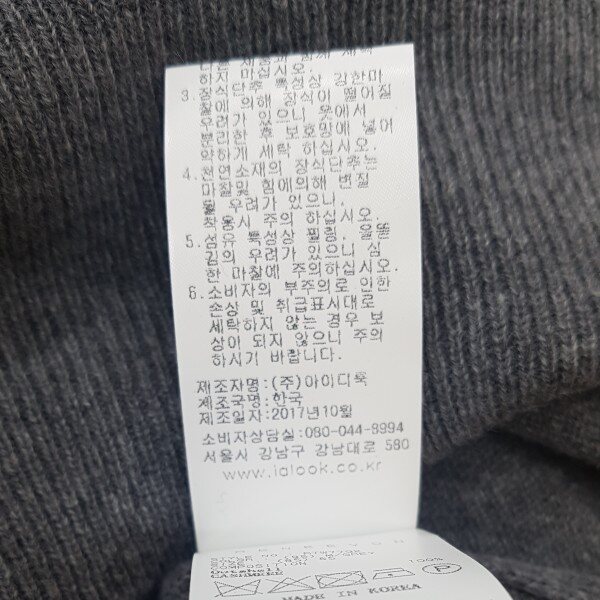 하지 마십시오.
3.장식단추 특성상 강한마
찰에 의해 장식이 떨어질
우려가 있으니 옷에서
분리한 후 보호망에 넣어
약하게 세탁 하십시오.
4.천연소재의 장식단추는
마찰및 힘에의해 변질
될 우려가 있으니,
착용시 주의 하십시오
5.섬유 특성상 필링, 올뜯
김의 우려가 있으니 심
한 마찰에 주의하십시오.
6.소비자의 부주의로 인한
손상 및 취급표시대로
세탁하지 않는 경우 보
상이 되지 않으니 주의
하시기 바랍니다.
제조자명:(주)아이디룩
제조국명:한국
제조일자:2017년10월
소비자상담실:080-044-8994
서울시 강남구 강남대로 580
www.idlook.co.kr
100%
Outshell
CASHMERE
MADE IN KOREA